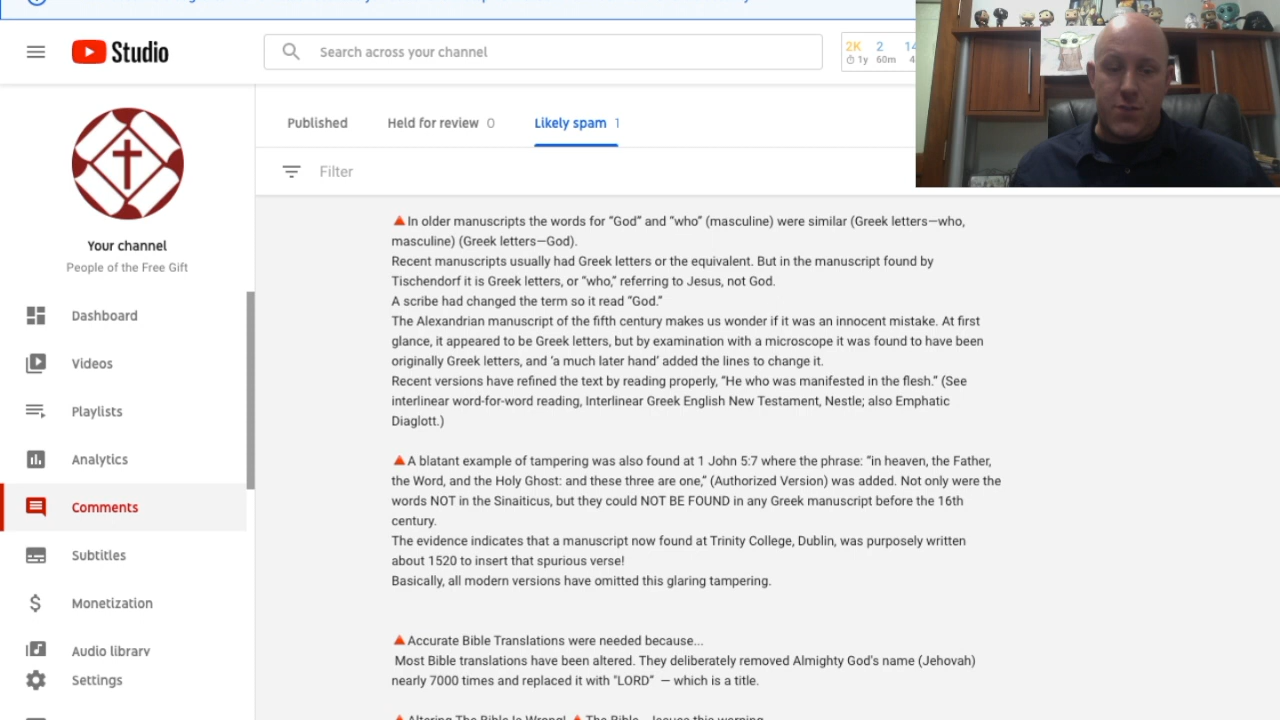 Studio
Search across your channel
2K 2 14
1y 60m 4
Published Held for review 0 Likely spam 1
Filter
Your channel
People of the Free Gift
Dashboard
Videos
Playlists
Analytics
Comments
Subtitles
Monetization
Audio library
Settings
🔺In older manuscripts the words for “God” and “who” (masculine) were similar (Greek letters—who,
masculine) (Greek letters—God).
Recent manuscripts usually had Greek letters or the equivalent. But in the manuscript found by
Tischendorf it is Greek letters, or “who,” referring to Jesus, not God.
A scribe had changed the term so it read “God.”
The Alexandrian manuscript of the fifth century makes us wonder if it was an innocent mistake. At first
glance, it appeared to be Greek letters, but by examination with a microscope it was found to have been
originally Greek letters, and ‘a much later hand’ added the lines to change it.
Recent versions have refined the text by reading properly, “He who was manifested in the flesh.” (See
interlinear word-for-word reading, Interlinear Greek English New Testament, Nestle; also Emphatic
Diaglott.)
🔺A blatant example of tampering was also found at 1 John 5:7 where the phrase: “in heaven, the Father,
the Word, and the Holy Ghost: and these three are one,” (Authorized Version) was added. Not only were the
words NOT in the Sinaiticus, but they could NOT BE FOUND in any Greek manuscript before the 16th
century.
The evidence indicates that a manuscript now found at Trinity College, Dublin, was purposely written
about 1520 to insert that spurious verse!
Basically, all modern versions have omitted this glaring tampering.
🔺Accurate Bible Translations were needed because...
Most Bible translations have been altered. They deliberately removed Almighty God's name (Jehovah)
nearly 7000 times and replaced it with "LORD" — which is a title.